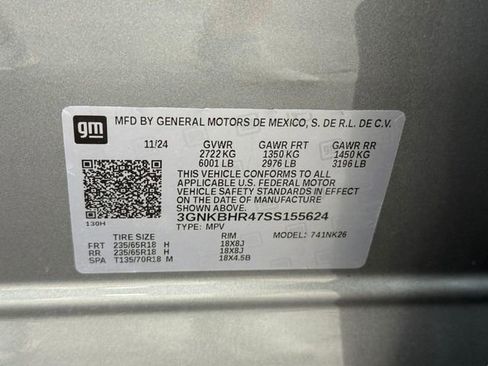 gm
MFD BY GENERAL MOTORS DE MEXICO, S. DE R.L. DE C.V.
11/24 GVWR GAWR FRT GAWR RR
2722 KG 1350 KG 1450 KG
6001 LB 2976 LB 3196 LB
THIS VEHICLE CONFORMS TO ALL
APPLICABLE U.S. FEDERAL MOTOR
VEHICLE SAFETY STANDARDS IN EFFECT
ON THE DATE OF MANUFACTURE
SHOWN ABOVE.
3GNKBHR47SS155624
130H
TYPE: MPV MODEL: 741NK26
TIRE SIZE RIM
FRT 235/65R18 H 18X8J
RR 235/65R18 H 18X8J
SPA T135/70R18 M 18X4.5B